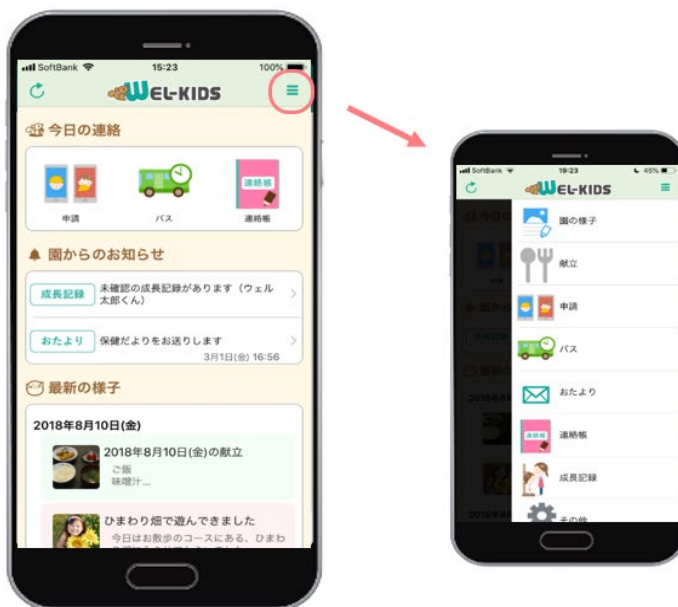 SoftBank 15:23 100%
WEL-KIDS
今日の連絡
連絡帳
申請 バス 連絡帳
園からのお知らせ
成長記録 未確認の成長記録があります（ウェル
太郎くん）
おたより 保健だよりをお送りします
3月1日(金) 16:56
最新の様子
2018年8月10日(金)
2018年8月10日(金)の献立
ご飯
味噌汁...
ひまわり畑で遊んできました
今日はお散歩のコースにある、ひまわ
SoftBank 19:23 45%
WEL-KIDS
園の様子
献立
申請
バス
おたより
連絡帳
連絡帳
成長記録
その他